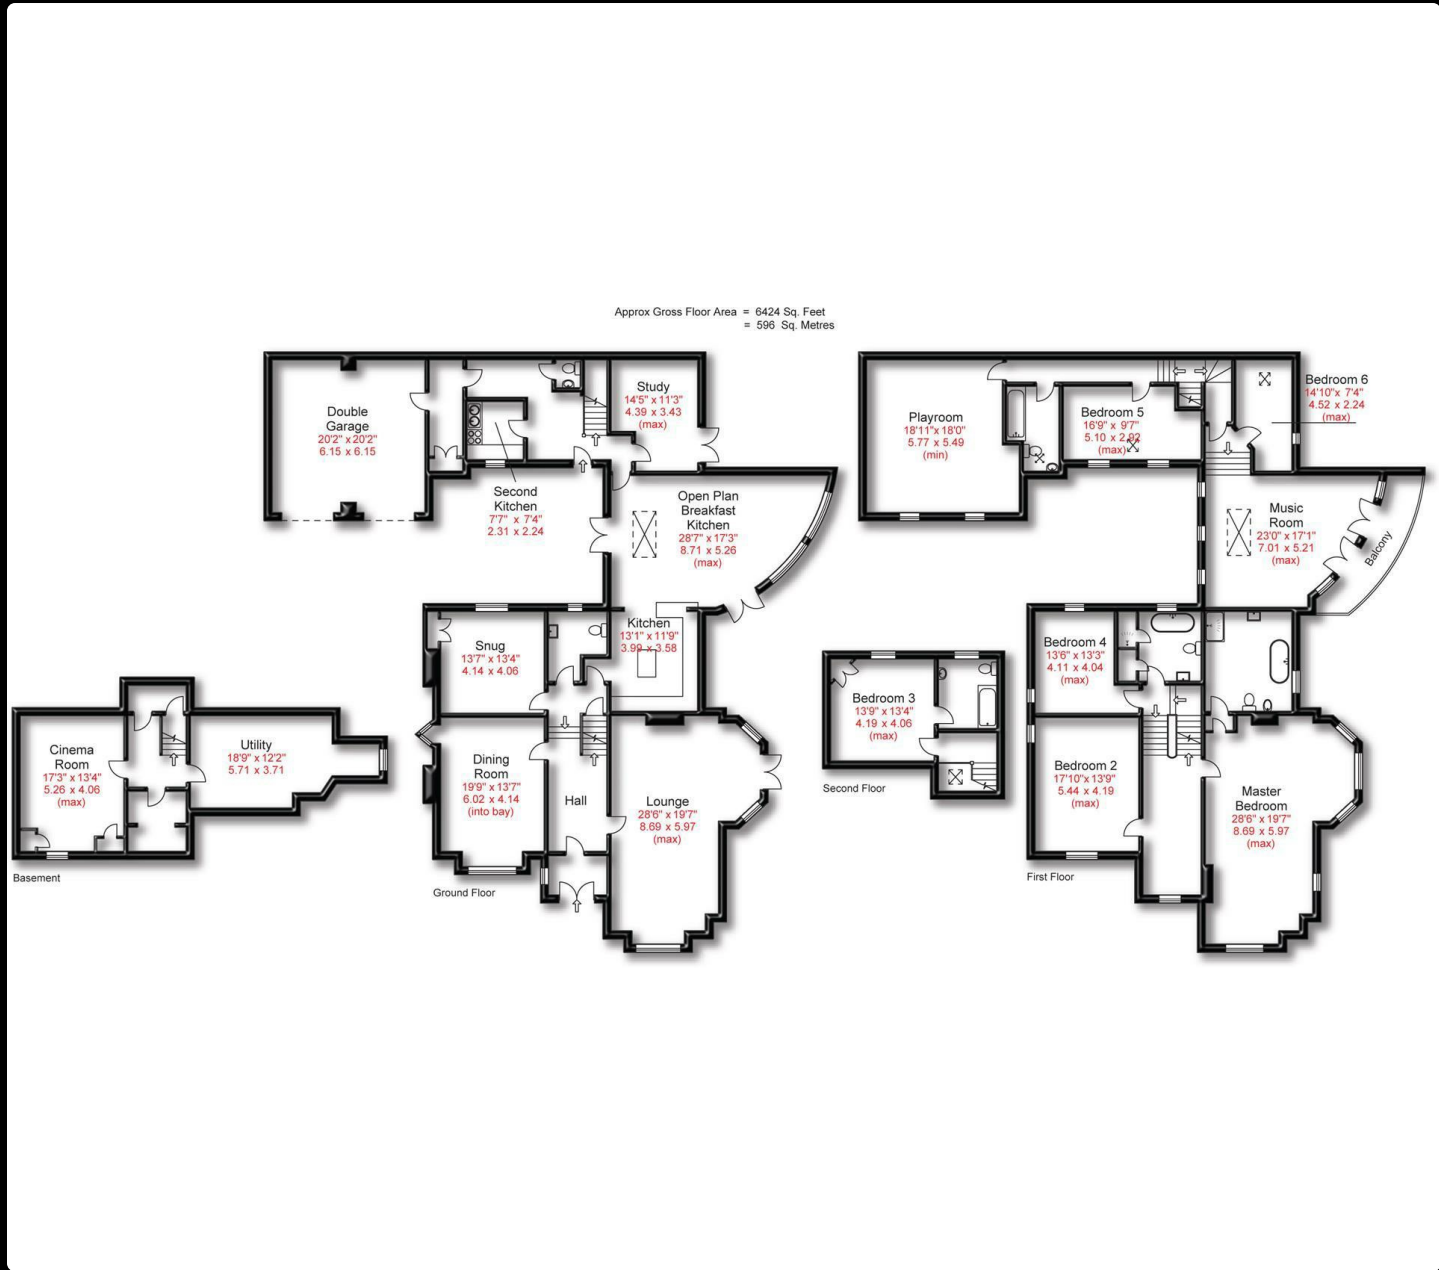 Approx Gross Floor Area = 6424 Sq. Feet
= 596 Sq. Metres
Double
Garage
20'2" x 20'2"
6.15 x 6.15
Study
14'5" x 11'3"
4.39 x 3.43
(max)
Second
Kitchen
7'7" x 7'4"
2.31 x 2.24
Open Plan
Breakfast
Kitchen
28'7" x 17'3"
8.71 x 5.26
(max)
Kitchen
13'1" x 11'9"
3.99 x 3.58
Snug
13'7" x 13'4"
4.14 x 4.06
Dining
Room
19'9" x 13'7"
6.02 x 4.14
(into bay)
Hall
Lounge
28'6" x 19'7"
8.69 x 5.97
(max)
Ground Floor
Cinema
Room
17'3" x 13'4"
5.26 x 4.06
(max)
Utility
18'9" x 12'2"
5.71 x 3.71
Basement
Playroom
18'11" x 18'0"
5.77 x 5.49
(min)
Bedroom 5
16'9" x 9'7"
5.10 x 2.92
(max)
Bedroom 6
14'10" x 7'4"
4.52 x 2.24
(max)
Music
Room
23'0" x 17'1"
7.01 x 5.21
(max)
Balcony
Bedroom 4
13'6" x 13'3"
4.11 x 4.04
(max)
Bedroom 3
13'9" x 13'4"
4.19 x 4.06
(max)
Second Floor
Bedroom 2
17'10" x 13'9"
5.44 x 4.19
(max)
Master
Bedroom
28'6" x 19'7"
8.69 x 5.97
(max)
First Floor